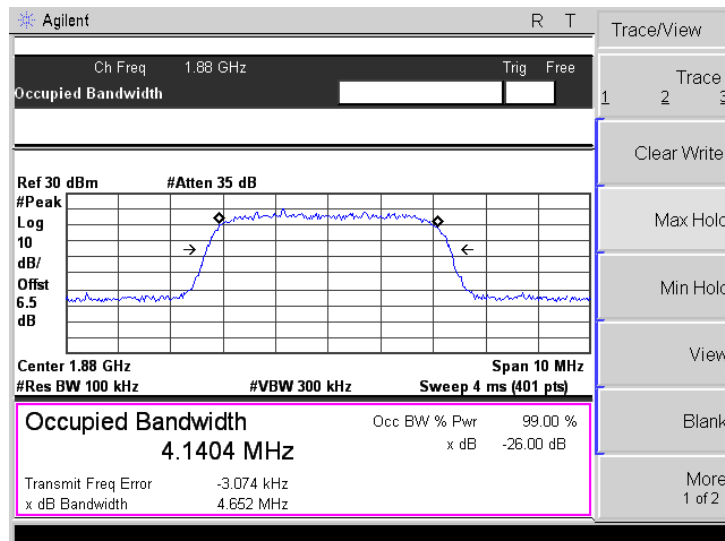 Agilent R T
Trace/View
Ch Freq 1.88 GHz Trig Free
Occupied Bandwidth
Trace
1 2 3
Clear Write
Ref 30 dBm #Atten 35 dB
#Peak
Log
10
dB/
Offst
6.5
dB
Max Hold
Min Hold
View
Center 1.88 GHz Span 10 MHz
#Res BW 100 kHz #VBW 300 kHz Sweep 4 ms (401 pts)
Occupied Bandwidth Occ BW % Pwr 99.00 %
4.1404 MHz x dB -26.00 dB
Transmit Freq Error -3.074 kHz
x dB Bandwidth 4.652 MHz
Blank
More
1 of 2